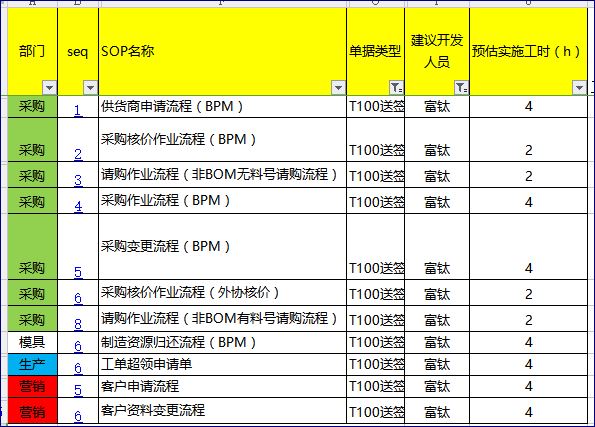 部门 seq SOP名称 单据类型 建议开发人员 预估实施工时（h）
采购 1 供货商申请流程（BPM） T100送签 富钛 4
采购 2 采购核价作业流程（BPM） T100送签 富钛 2
采购 3 请购作业流程（非BOM无料号请购流程） T100送签 富钛 2
采购 4 采购作业流程（BPM） T100送签 富钛 4
采购 5 采购变更流程（BPM） T100送签 富钛 4
采购 6 采购核价作业流程（外协核价） T100送签 富钛 2
采购 8 请购作业流程（非BOM有料号请购流程） T100送签 富钛 2
模具 6 制造资源归还流程（BPM） T100送签 富钛 4
生产 6 工单超领申请单 T100送签 富钛 4
营销 5 客户申请流程 T100送签 富钛 4
营销 6 客户资料变更流程 T100送签 富钛 4